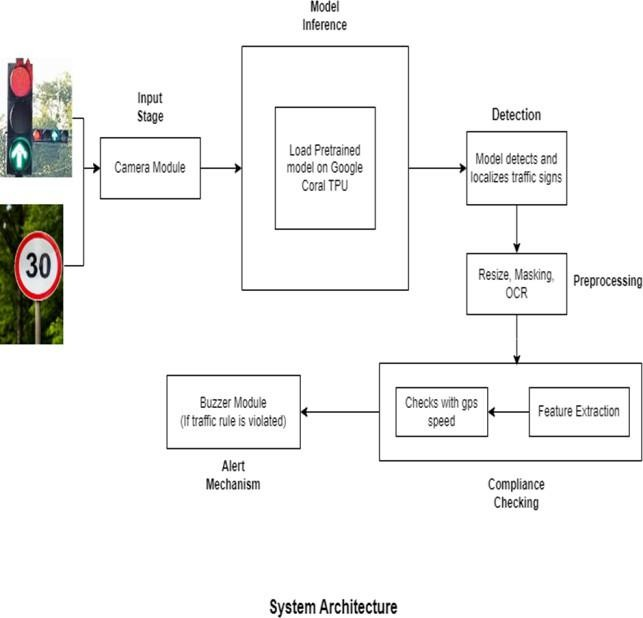 Model
Inference
Input
Stage
Camera Module
Load Pretrained
model on Google
Coral TPU
Detection
Model detects and
localizes traffic signs
30
Resize, Masking,
OCR
Preprocessing
Buzzer Module
(If traffic rule is violated)
Checks with gps
speed
Feature Extraction
Alert
Mechanism
Compliance
Checking
System Architecture